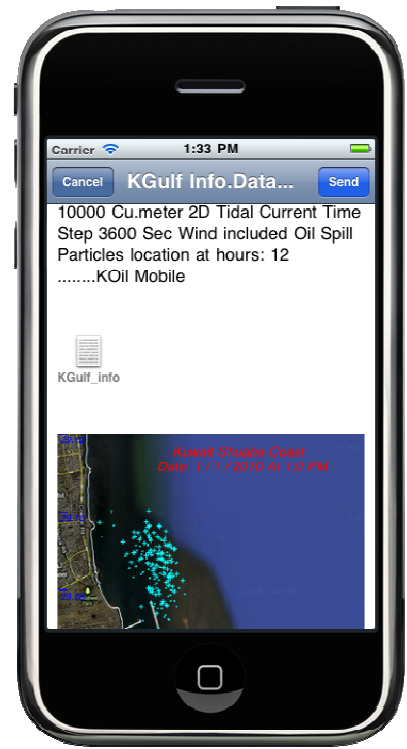 Carrier 1:33 PM
Cancel KGulf Info.Data... Send
10000 Cu.meter 2D Tidal Current Time
Step 3600 Sec Wind included Oil Spill
Particles location at hours: 12
........KOil Mobile
KGulf_info
Kuwait Shuaiba Coast
Date: 1 / 1 / 2010 At 1:0 PM